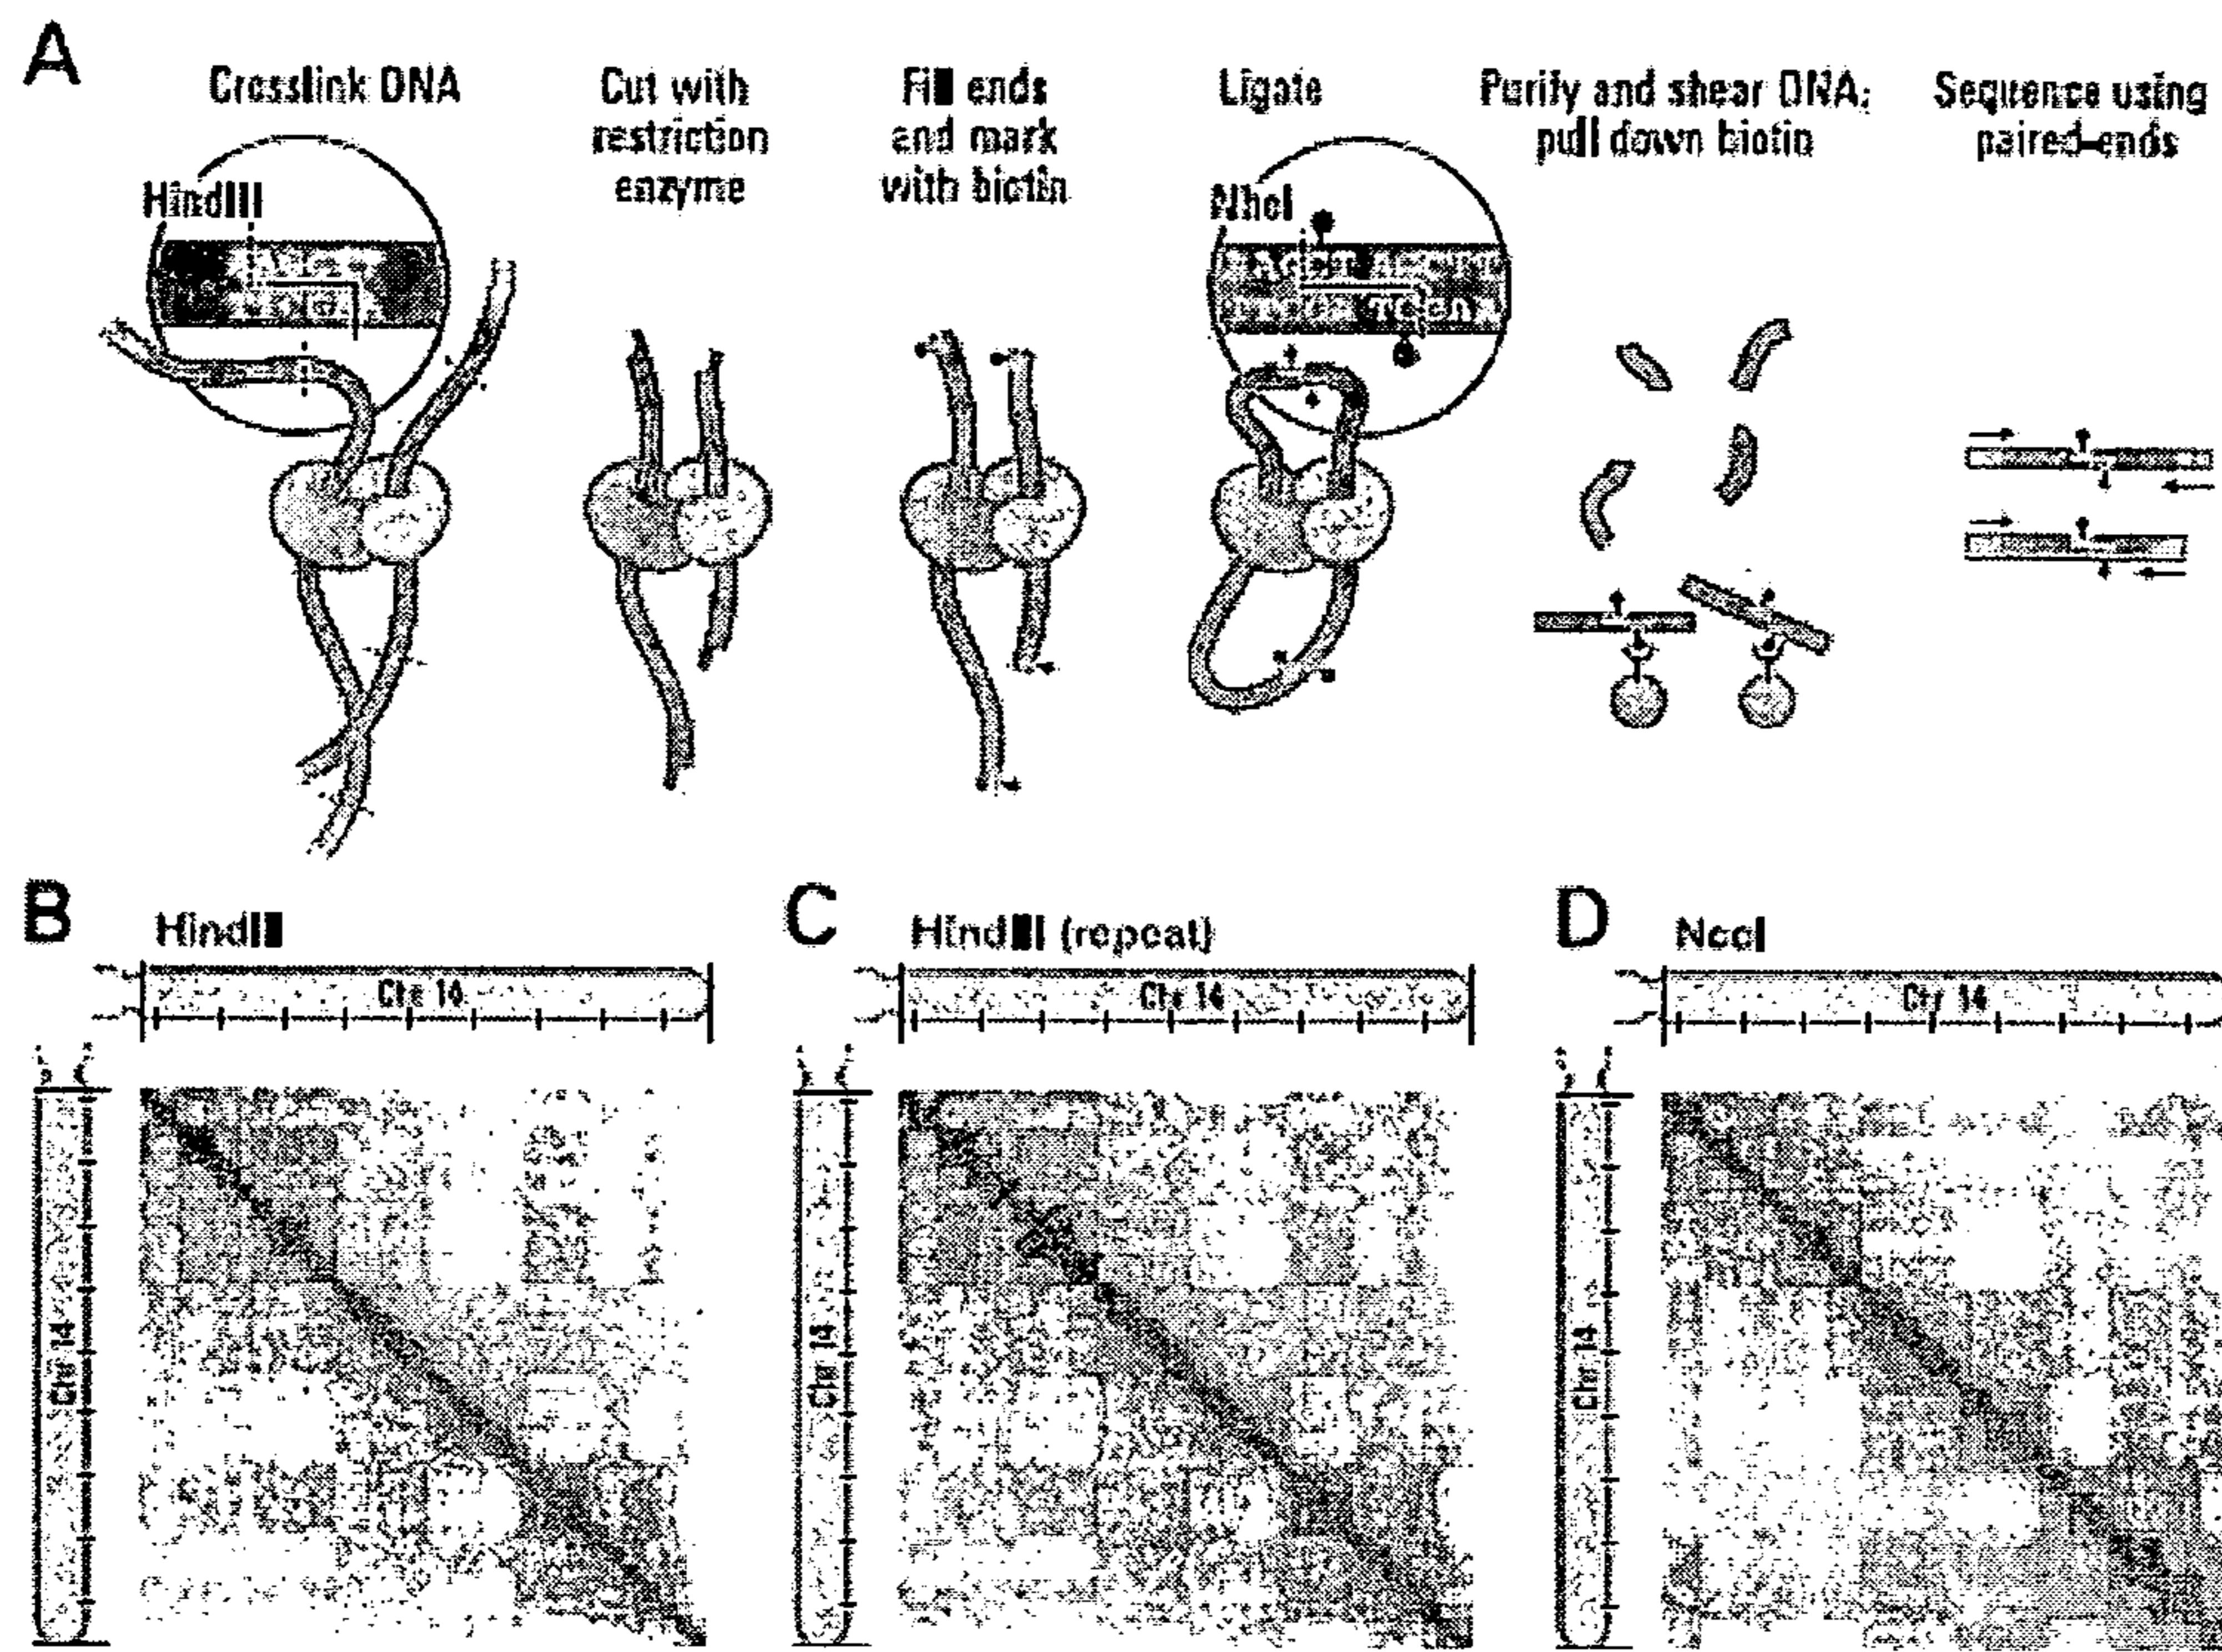 A
Crosslink DNA
Cut with
restriction
enzyme
Fill ends
and mark
with biotin
Ligate
Purify and shear DNA;
pull down biotin
Sequence using
paired-ends
HindIII
NheI
B
HindIII
C
HindIII (repeat)
D
NcoI
Chr 14
Chr 14
Chr 14
Chr 14
Chr 14
Chr 14